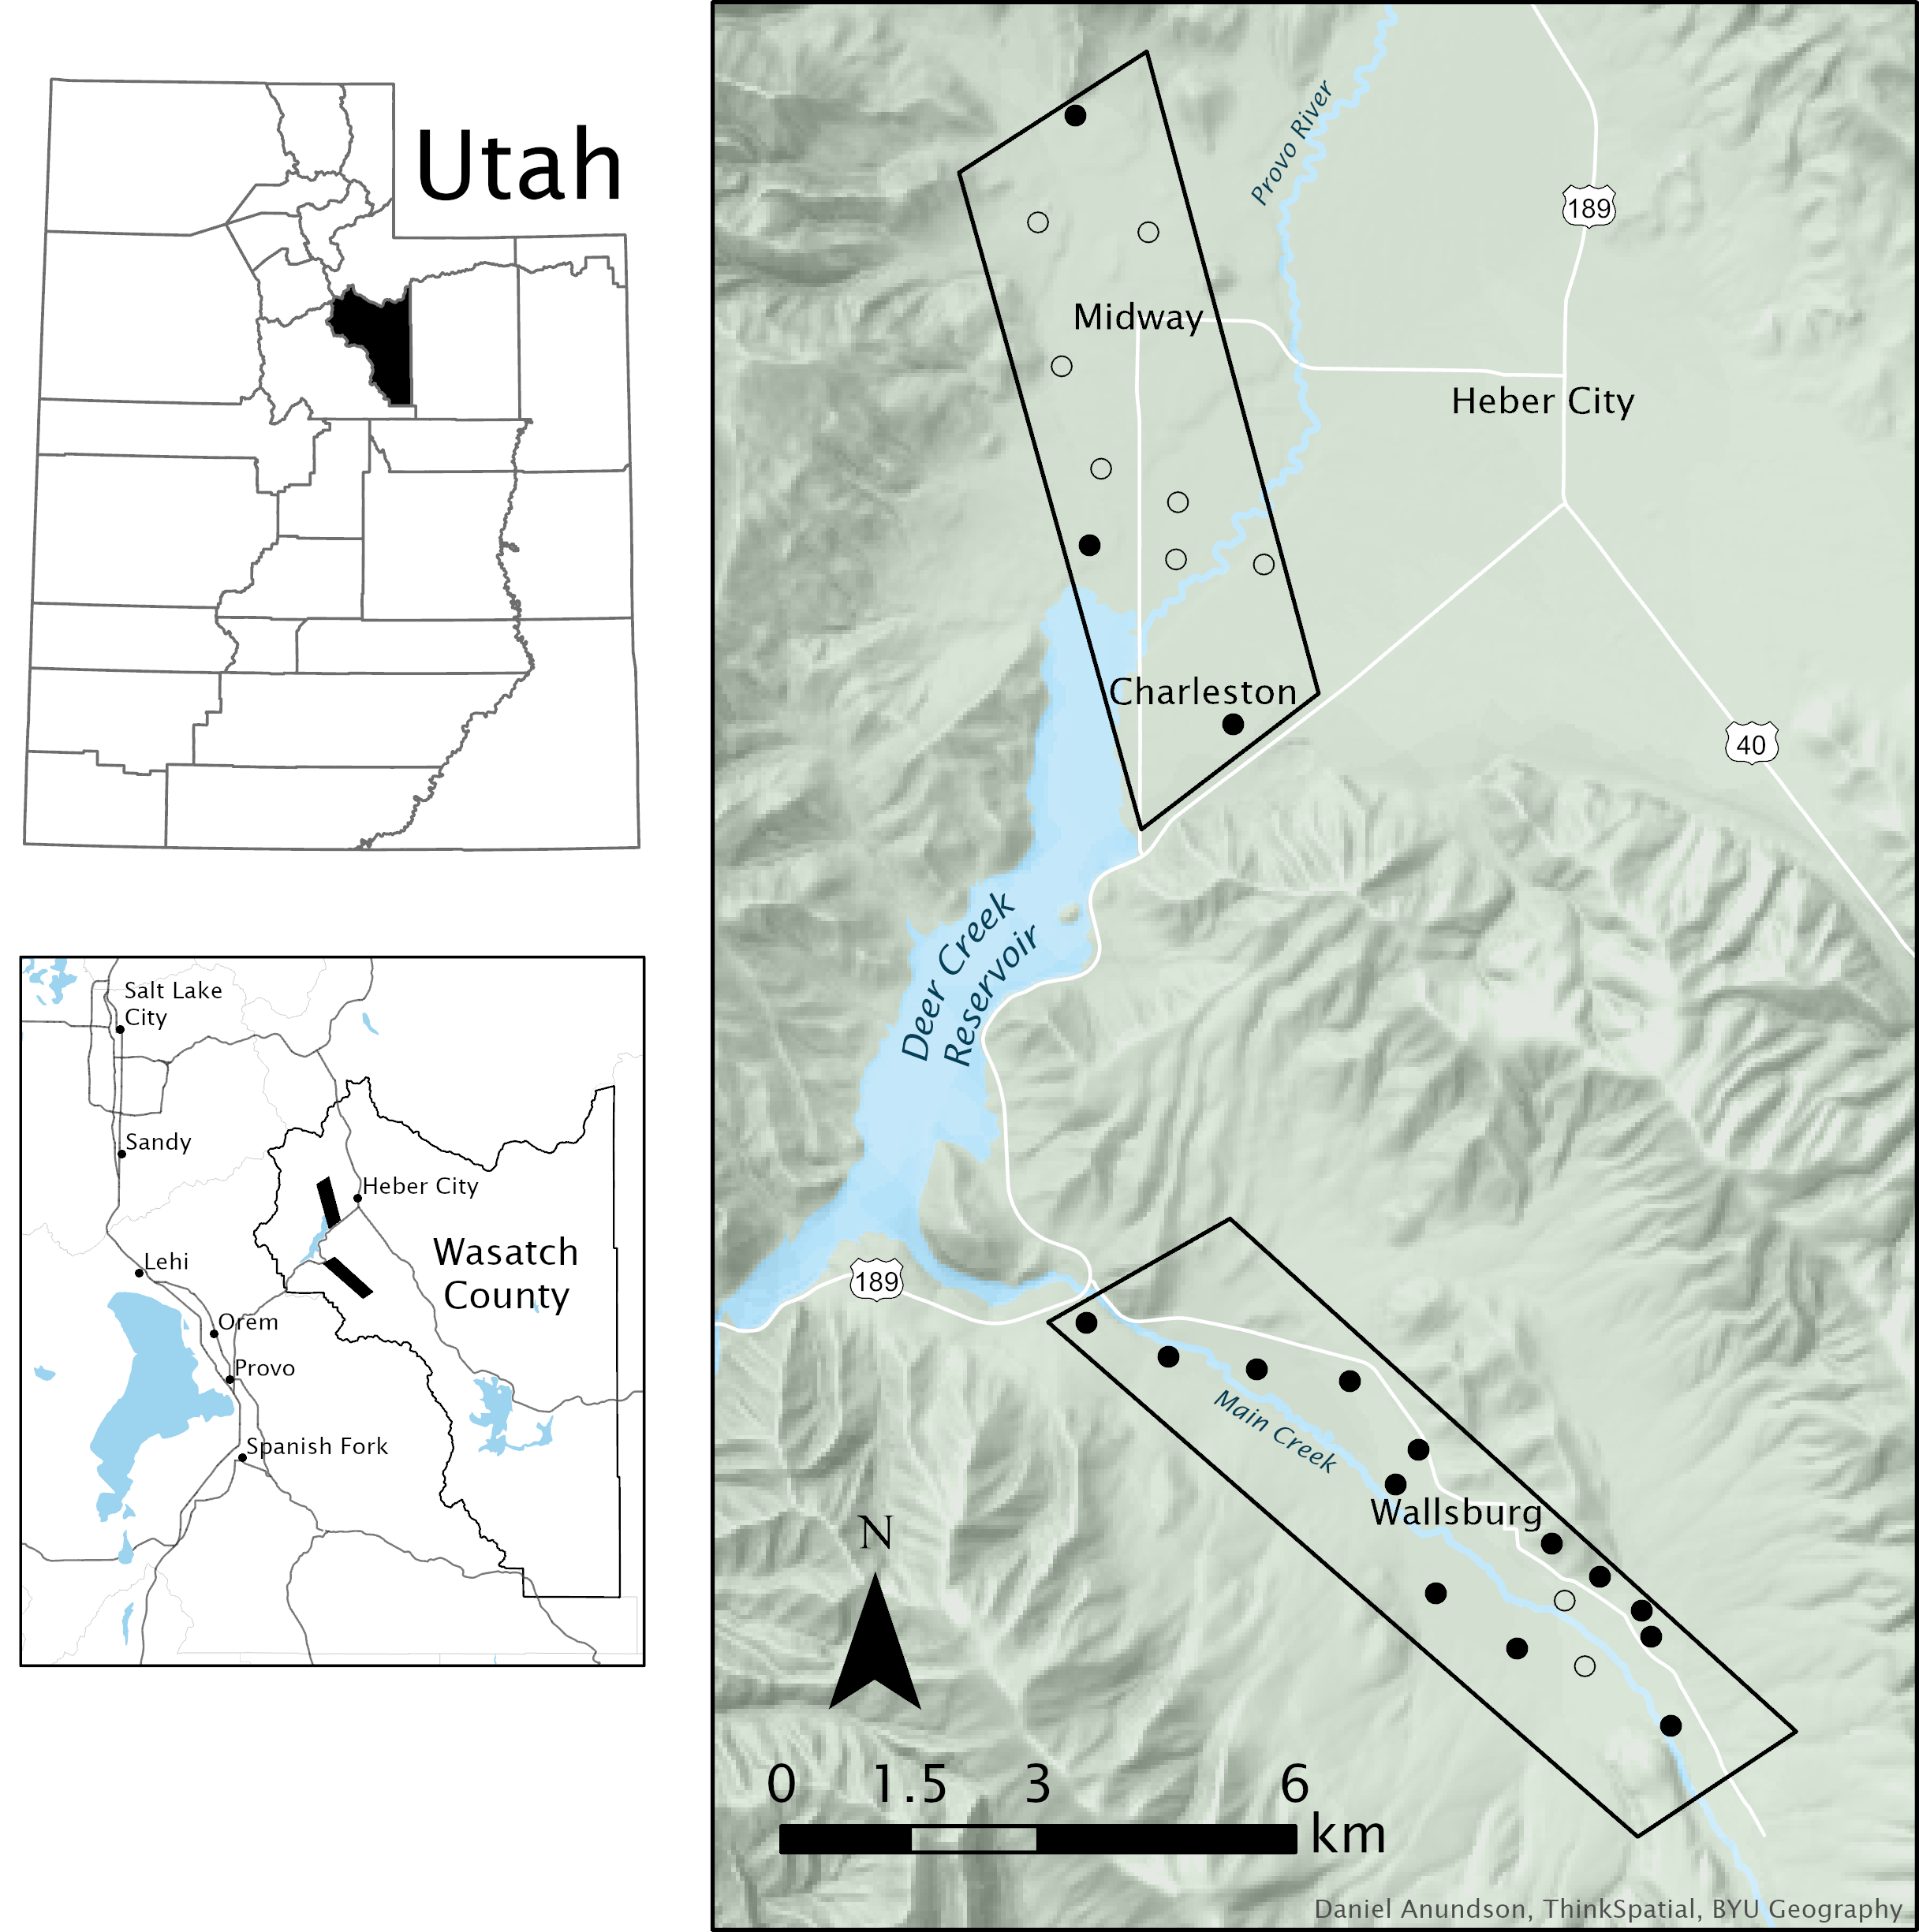 Utah
Salt Lake
City
Sandy
Heber City
Wasatch
County
Lehi
Orem
Provo
Spanish Fork
Provo River
189
Midway
Heber City
40
Charleston
Deer Creek
Reservoir
189
Main Creek
Wallsburg
N
0 1.5 3 6
km
Daniel Anundson, ThinkSpatial, BYU Geography